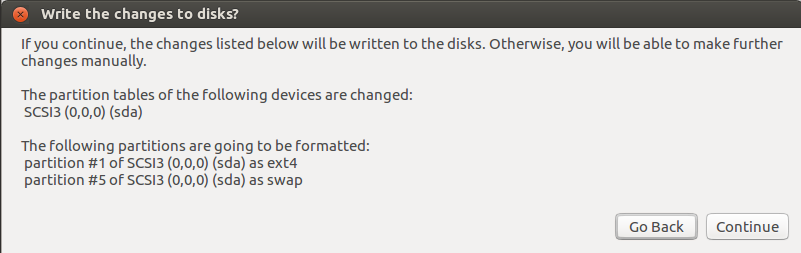 Write the changes to disks?
If you continue, the changes listed below will be written to the disks. Otherwise, you will be able to make further
changes manually.
The partition tables of the following devices are changed:
SCSI3 (0,0,0) (sda)
The following partitions are going to be formatted:
partition #1 of SCSI3 (0,0,0) (sda) as ext4
partition #5 of SCSI3 (0,0,0) (sda) as swap
Go Back
Continue